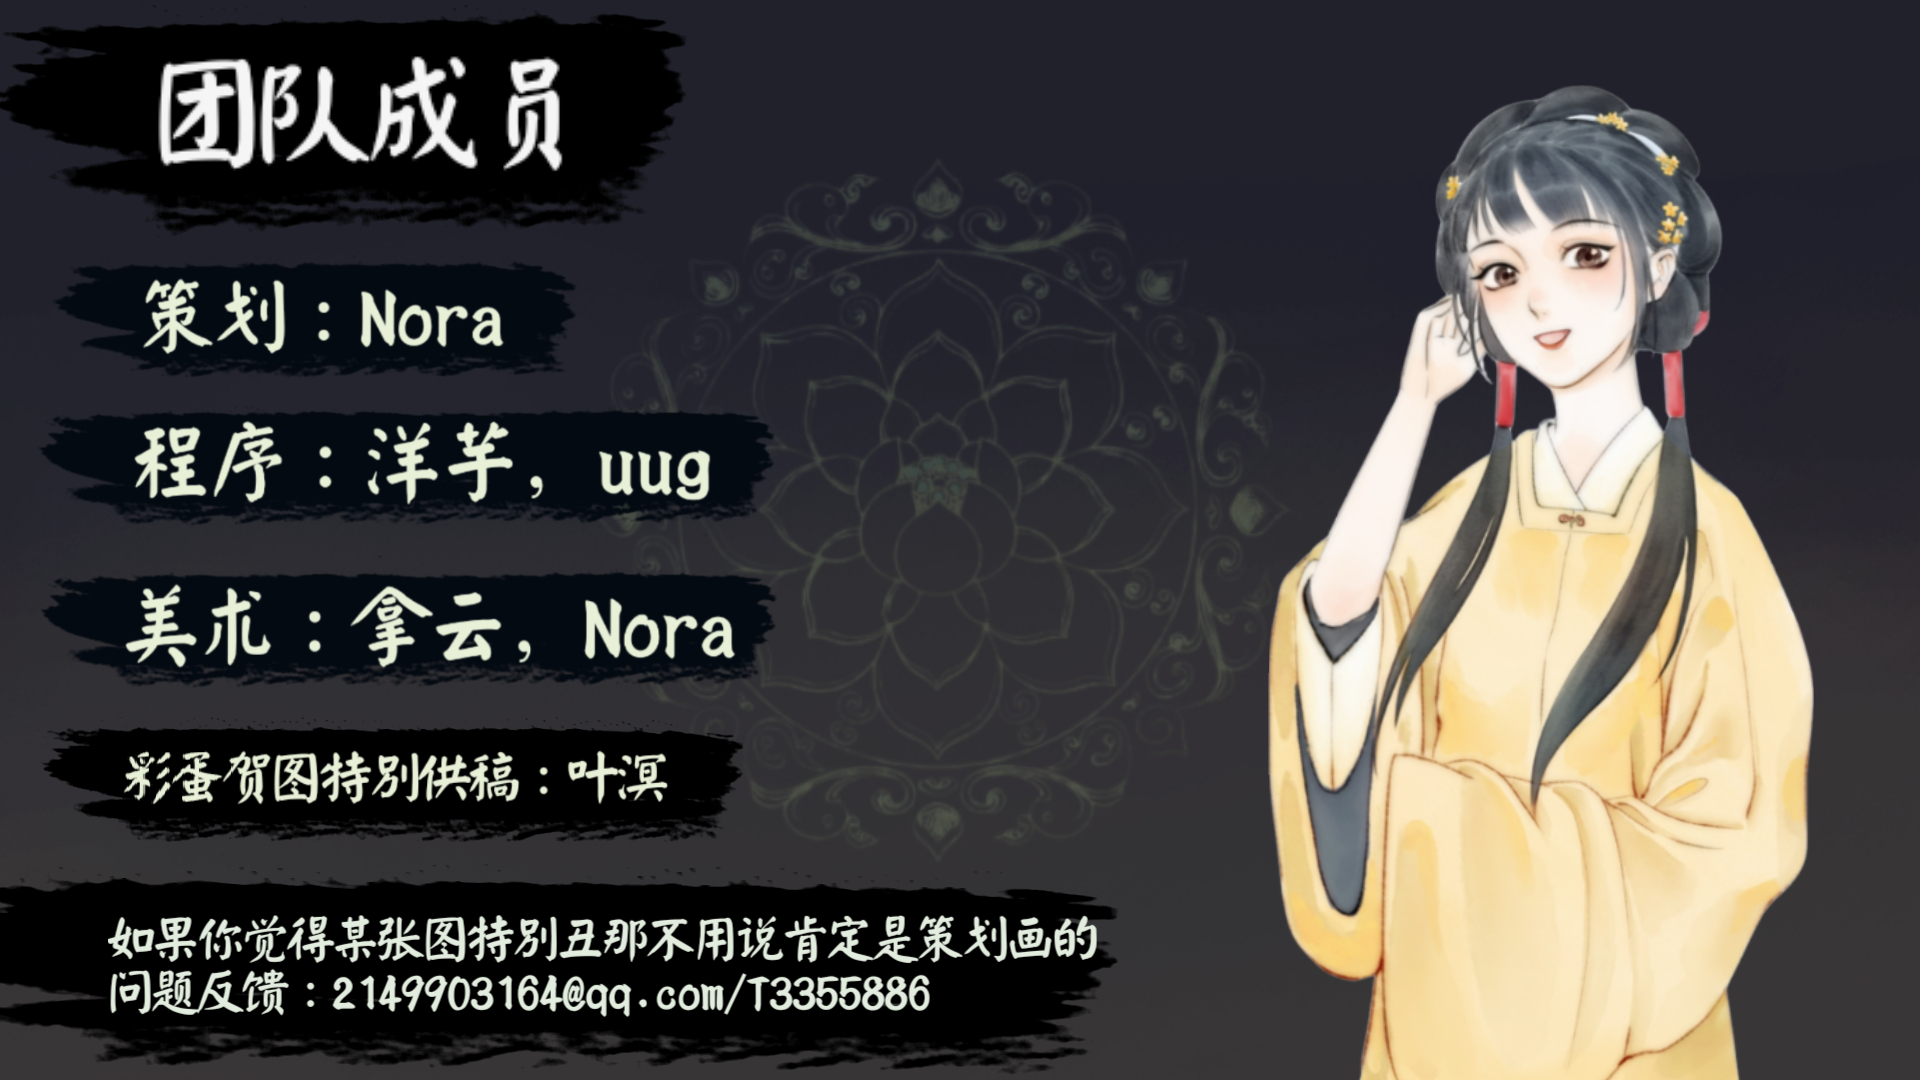 团队成员
策划：Nora
程序：洋芋，uug
美术：拿云，Nora
彩蛋贺图特别供稿：叶溟
如果你觉得某张图特别丑那不用说肯定是策划画的
问题反馈：2149903164@qq.com/T3355886